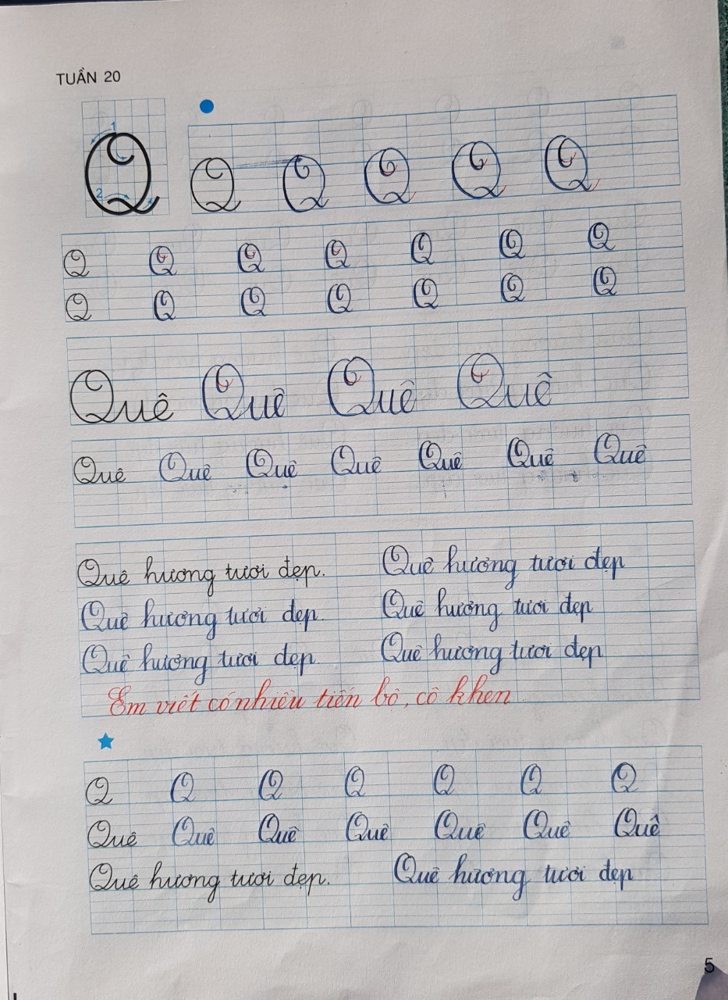 TUẦN 20
1
2
Q Q Q Q Q Q
Q Q Q Q Q Q Q
Q Q Q Q Q Q Q
Quê Quê Quê Quê
Quê Quê Quê Quê Quê Quê Quê
Quê hương tươi đẹp. Quê hương tươi đẹp
Quê hương tươi đẹp Quê hương tươi đẹp
Quê hương tươi đẹp Quê hương tươi đẹp
Em viết có nhiều tiến bộ, cô khen
Q Q Q Q Q Q Q
Quê Quê Quê Quê Quê Quê Quê
Quê hương tươi đẹp. Quê hương tươi đẹp
5